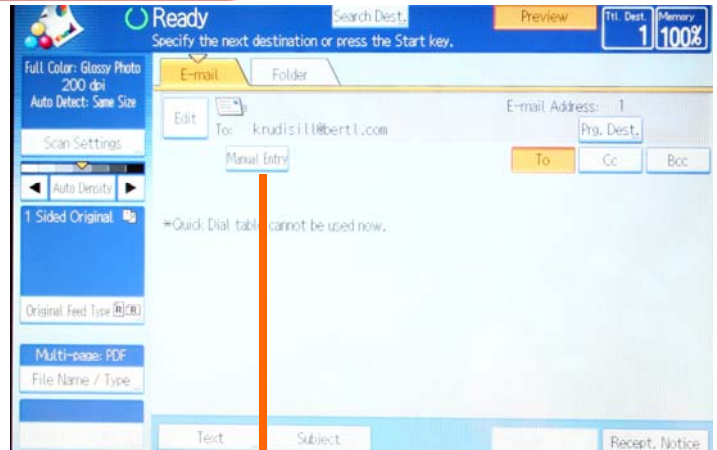 Ready
Search Dest.
Preview
Ttl. Dest.
1
Memory
100%
Specify the next destination or press the Start key.
Full Color: Glossy Photo
200 dpi
Auto Detect: Same Size
Scan Settings
Auto Density
1 Sided Original
Original Feed Type
Multi-page: PDF
File Name / Type
E-mail
Folder
Edit
To: krudisill@bertl.com
E-mail Address: 1
Prg. Dest.
Manual Entry
To
Cc
Bcc
*Quick Dial table cannot be used now.
Text
Subject
Recept. Notice